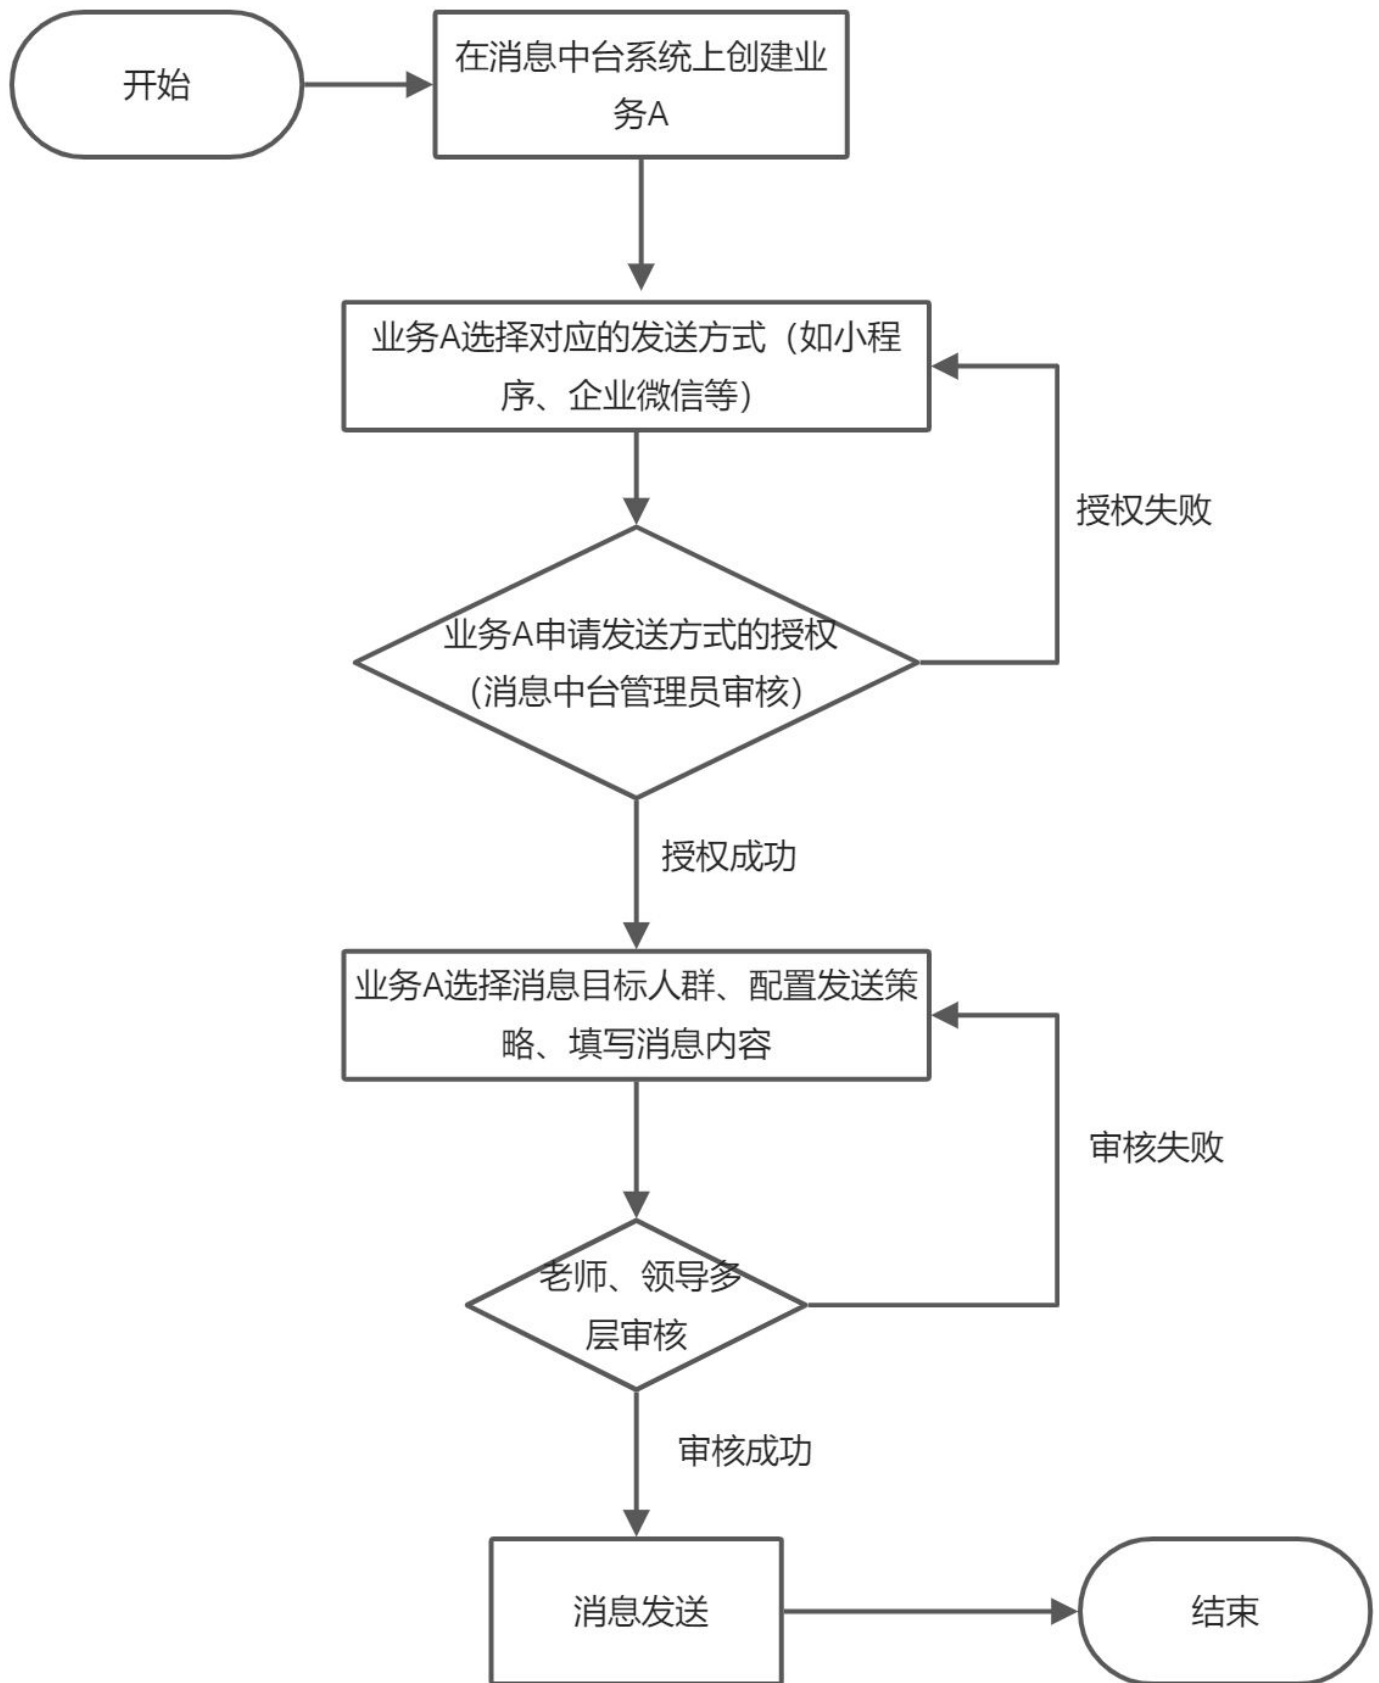 开始
在消息中台系统上创建业
务A
业务A选择对应的发送方式（如小程
序、企业微信等）
授权失败
业务A申请发送方式的授权
（消息中台管理员审核）
授权成功
业务A选择消息目标人群、配置发送策
略、填写消息内容
审核失败
老师、领导多
层审核
审核成功
消息发送
结束